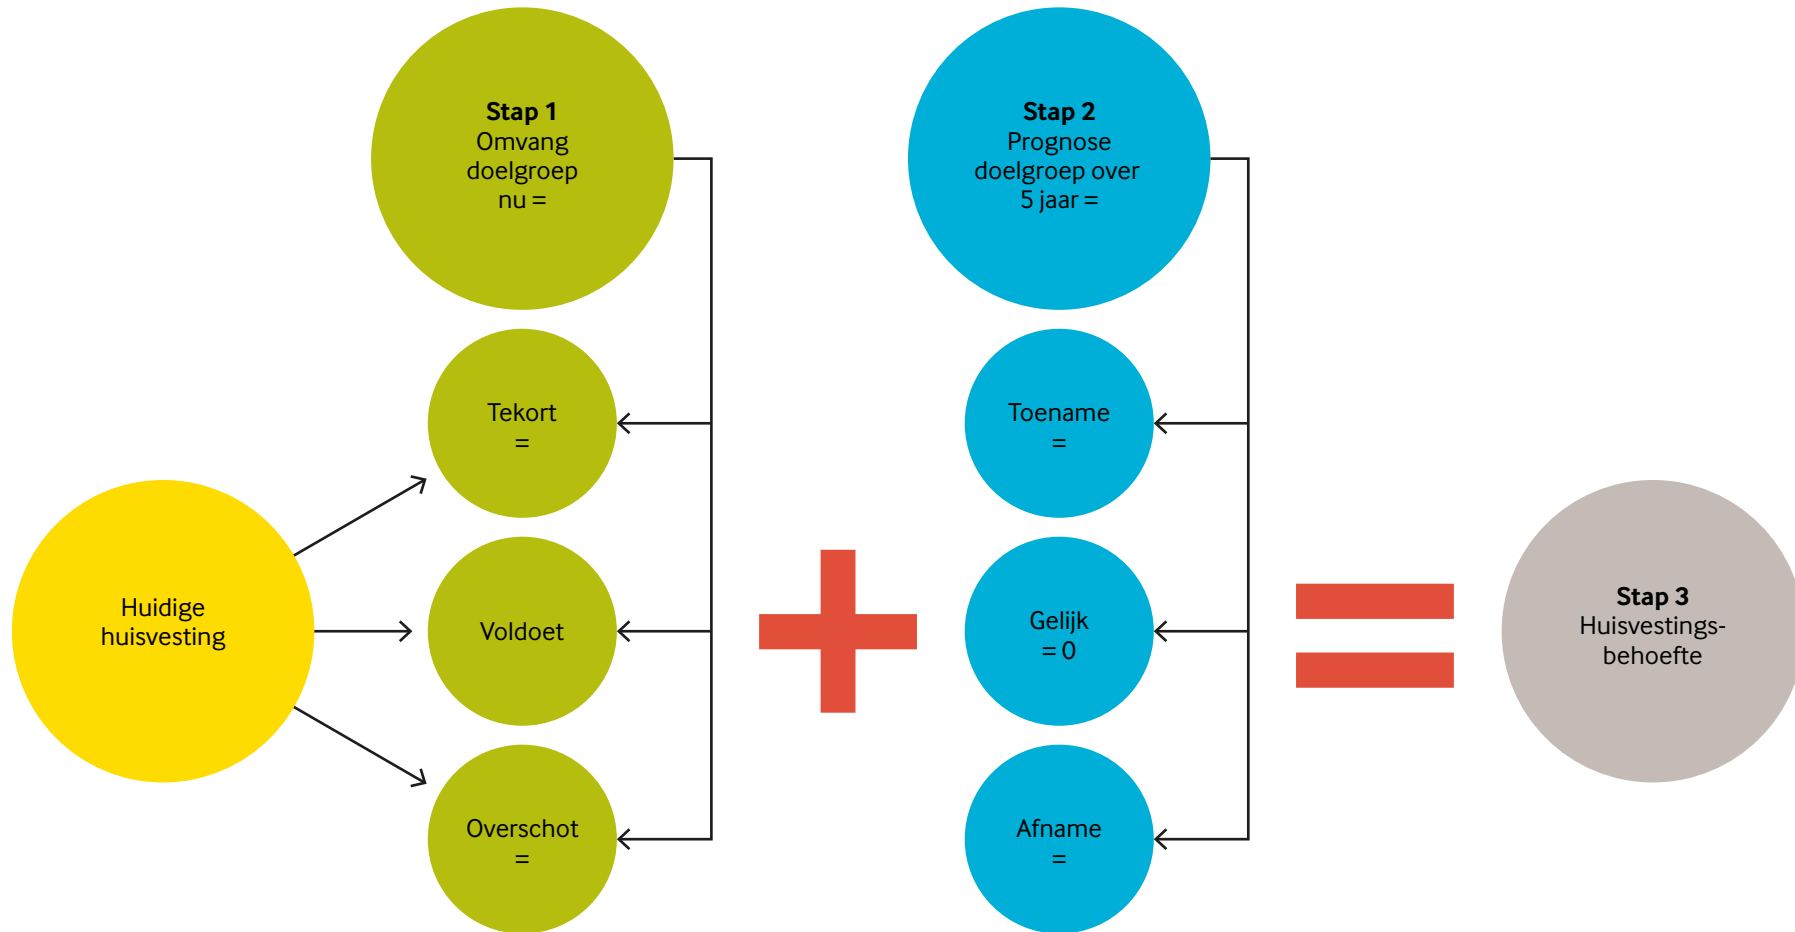 Stap 1
Omvang
doelgroep
nu =
Stap 2
Prognose
doelgroep over
5 jaar =
Tekort
=
Toename
=
Huidige
huisvesting
Voldoet
Gelijk
= 0
Stap 3
Huisvestings-
behoefte
Overschot
=
Afname
=